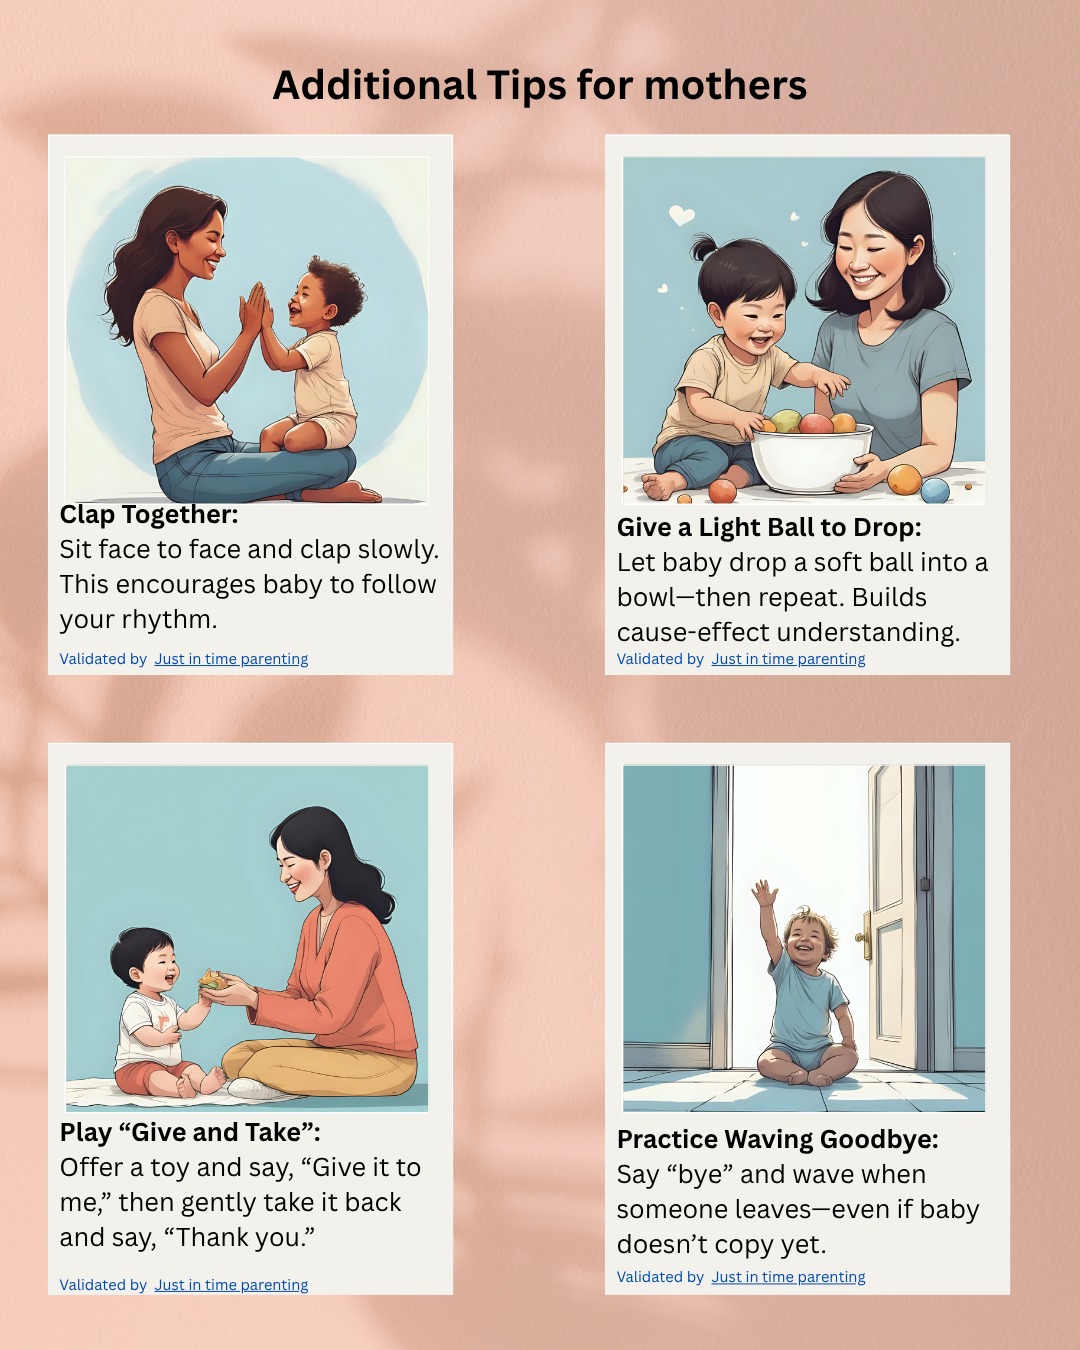 Additional Tips for mothers
Clap Together:
Sit face to face and clap slowly.
This encourages baby to follow
your rhythm.
Validated by Just in time parenting
Give a Light Ball to Drop:
Let baby drop a soft ball into a
bowl—then repeat. Builds
cause-effect understanding.
Validated by Just in time parenting
Play “Give and Take”:
Offer a toy and say, “Give it to
me,” then gently take it back
and say, “Thank you.”
Validated by Just in time parenting
Practice Waving Goodbye:
Say “bye” and wave when
someone leaves—even if baby
doesn’t copy yet.
Validated by Just in time parenting